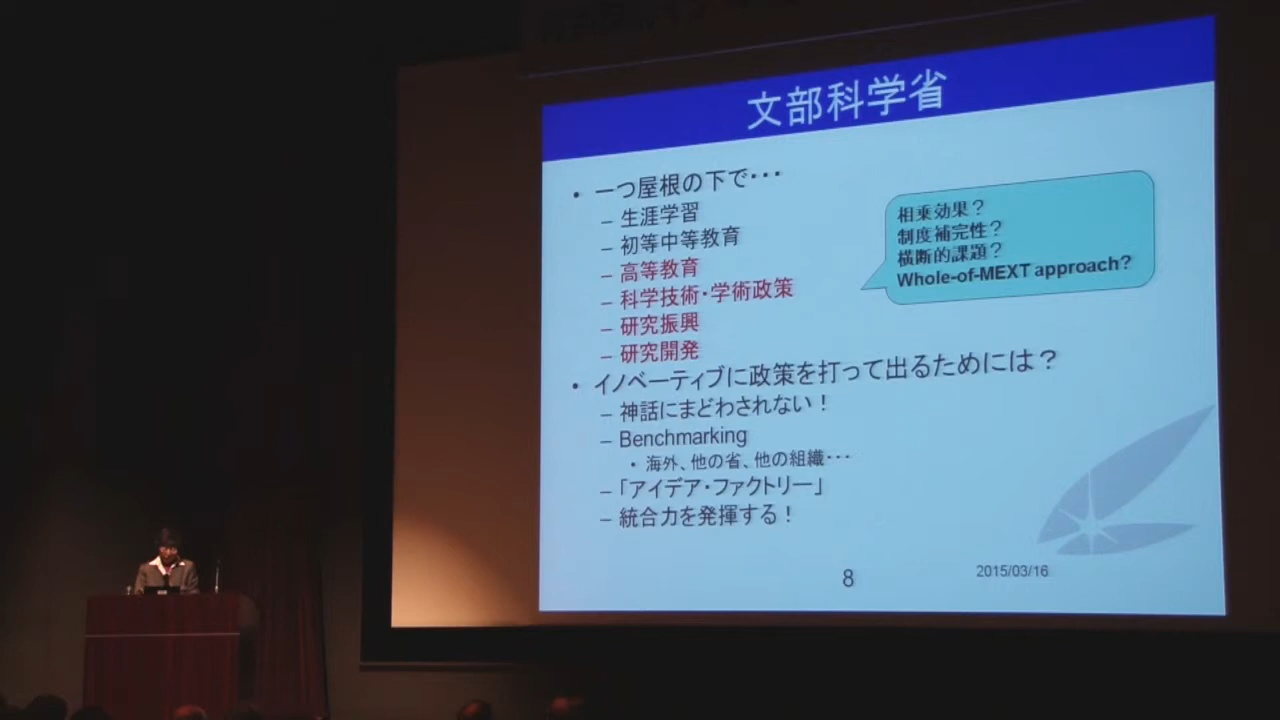 文部科学省
• 一つ屋根の下で・・・
– 生涯学習
– 初等中等教育
– 高等教育
– 科学技術・学術政策
– 研究振興
– 研究開発
相乗効果？
制度補完性？
横断的課題？
Whole-of-MEXT approach?
• イノベーティブに政策を打って出るためには？
– 神話にまどわされない！
– Benchmarking
• 海外、他の省、他の組織・・・
– 「アイデア・ファクトリー」
– 統合力を発揮する！
8
2015/03/16